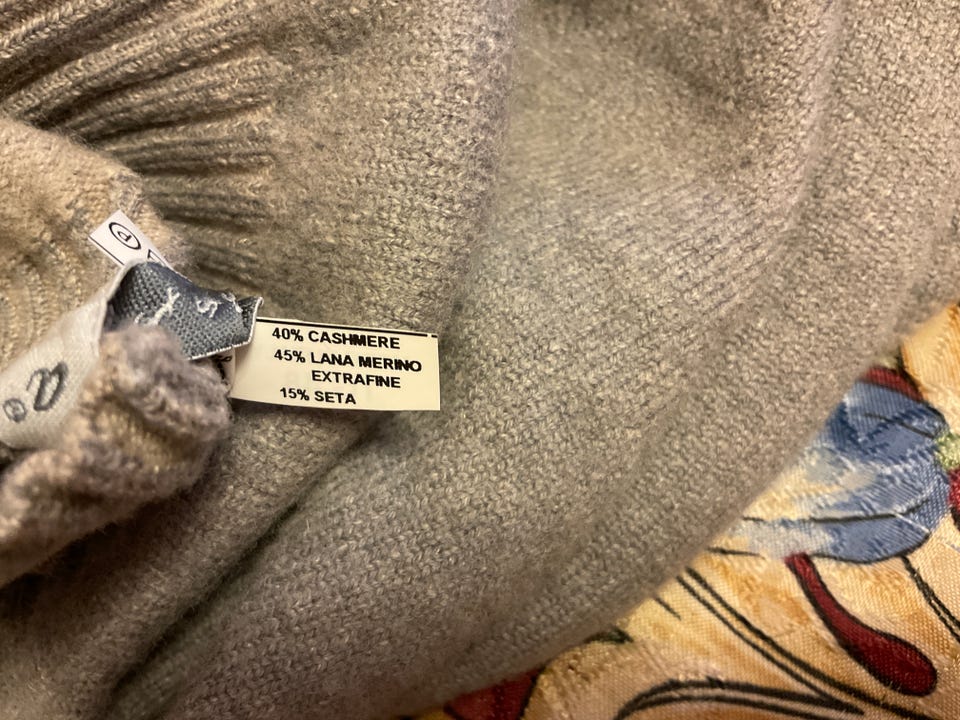 40% CASHMERE
45% LANA MERINO
EXTRAFINE
15% SETA
P
®